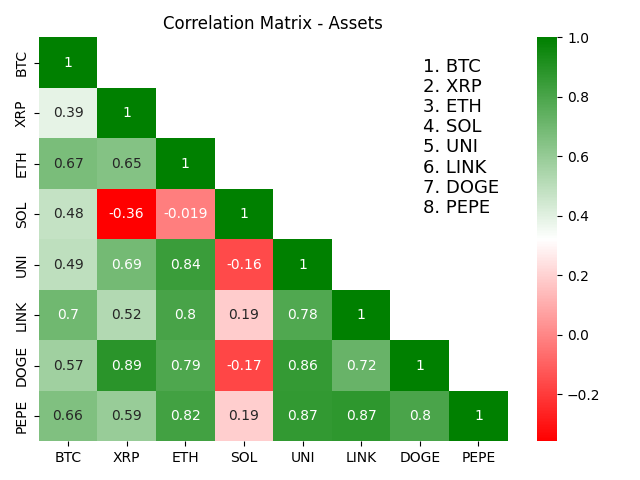 Correlation Matrix - Assets
BTC 1
XRP 0.39 1
ETH 0.67 0.65 1
SOL 0.48 -0.36 -0.019 1
UNI 0.49 0.69 0.84 -0.16 1
LINK 0.7 0.52 0.8 0.19 0.78 1
DOGE 0.57 0.89 0.79 -0.17 0.86 0.72 1
PEPE 0.66 0.59 0.82 0.19 0.87 0.87 0.8 1
BTC XRP ETH SOL UNI LINK DOGE PEPE
1. BTC
2. XRP
3. ETH
4. SOL
5. UNI
6. LINK
7. DOGE
8. PEPE
1.0
0.8
0.6
0.4
0.2
0.0
−0.2